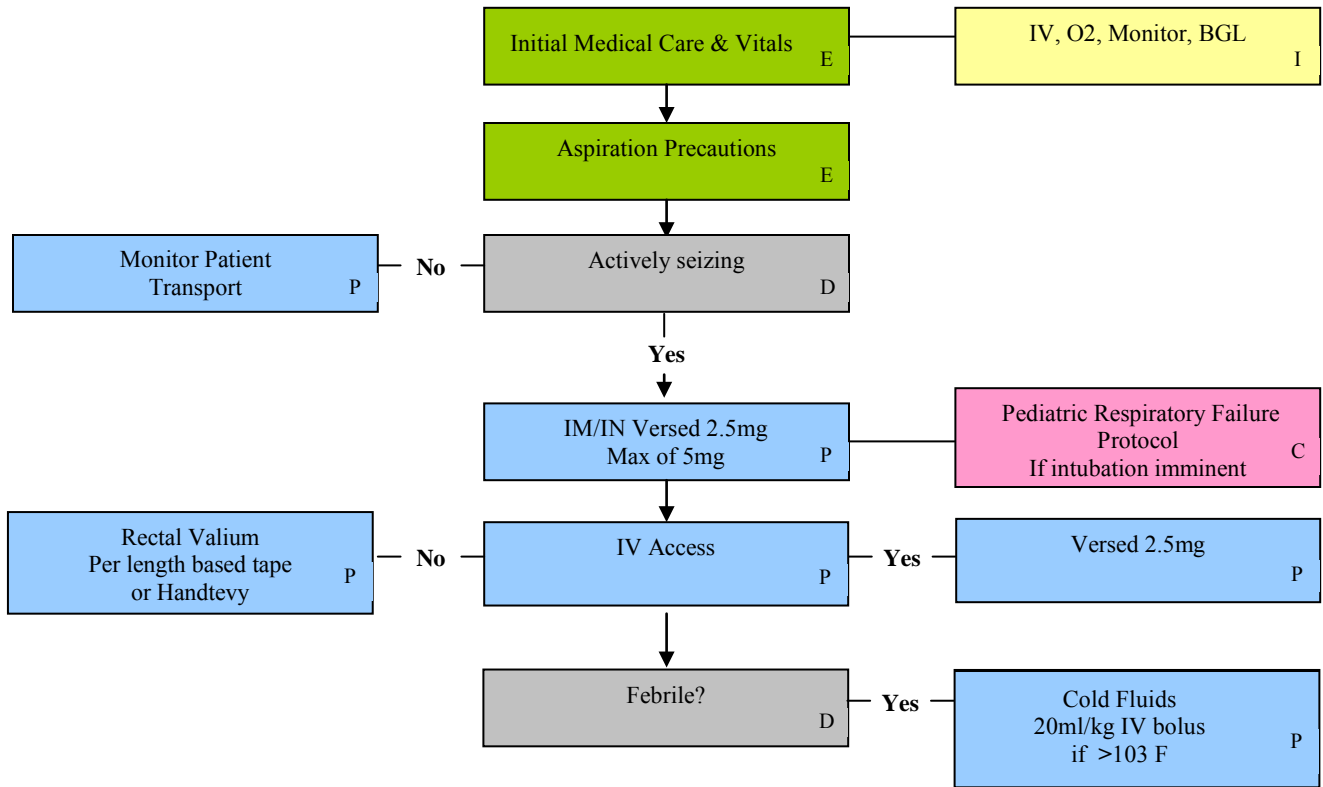 Initial Medical Care & Vitals
E
IV, O2, Monitor, BGL
I
Aspiration Precautions
E
Monitor Patient
Transport
P
No
Actively seizing
D
Yes
IM/IN Versed 2.5mg
Max of 5mg
P
Pediatric Respiratory Failure
Protocol
If intubation imminent
C
Rectal Valium
Per length based tape
or Handtevy
P
No
IV Access
P
Yes
Versed 2.5mg
P
Febrile?
D
Yes
Cold Fluids
20ml/kg IV bolus
if >103 F
P